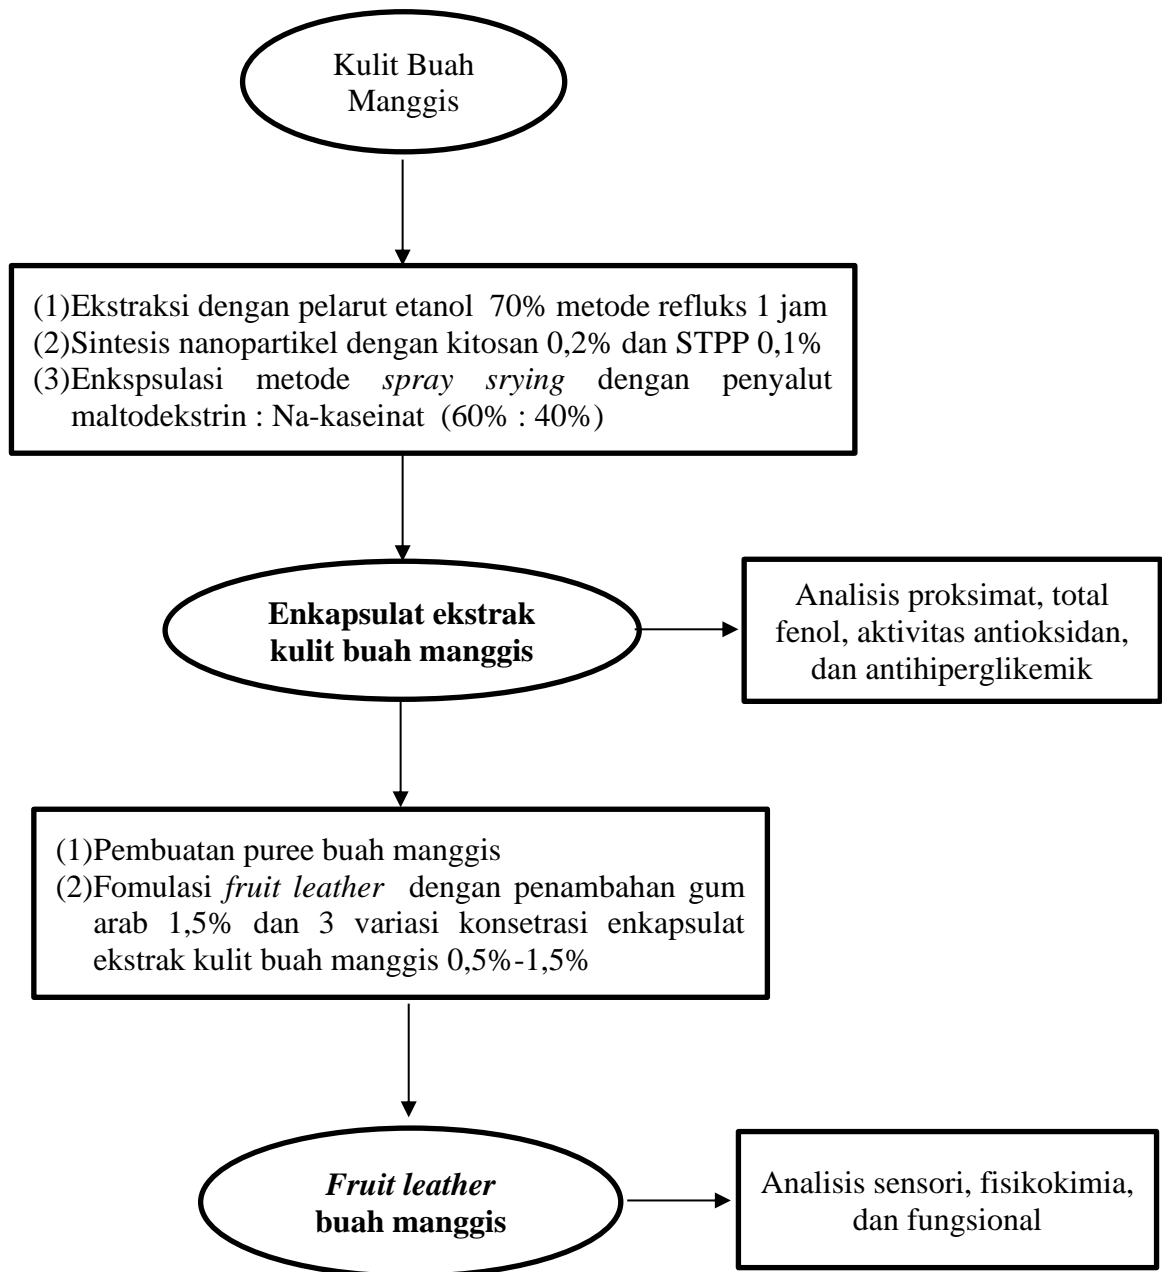 Kulit Buah
Manggis
(1)Ekstraksi dengan pelarut etanol 70% metode refluks 1 jam
(2)Sintesis nanopartikel dengan kitosan 0,2% dan STPP 0,1%
(3)Enkspsulasi metode spray srying dengan penyalut
maltodekstrin : Na-kaseinat (60% : 40%)
Enkapsulat ekstrak
kulit buah manggis
Analisis proksimat, total
fenol, aktivitas antioksidan,
dan antihiperglikemik
(1)Pembuatan puree buah manggis
(2)Fomulasi fruit leather dengan penambahan gum
arab 1,5% dan 3 variasi konsetrasi enkapsulat
ekstrak kulit buah manggis 0,5%-1,5%
Fruit leather
buah manggis
Analisis sensori, fisikokimia,
dan fungsional